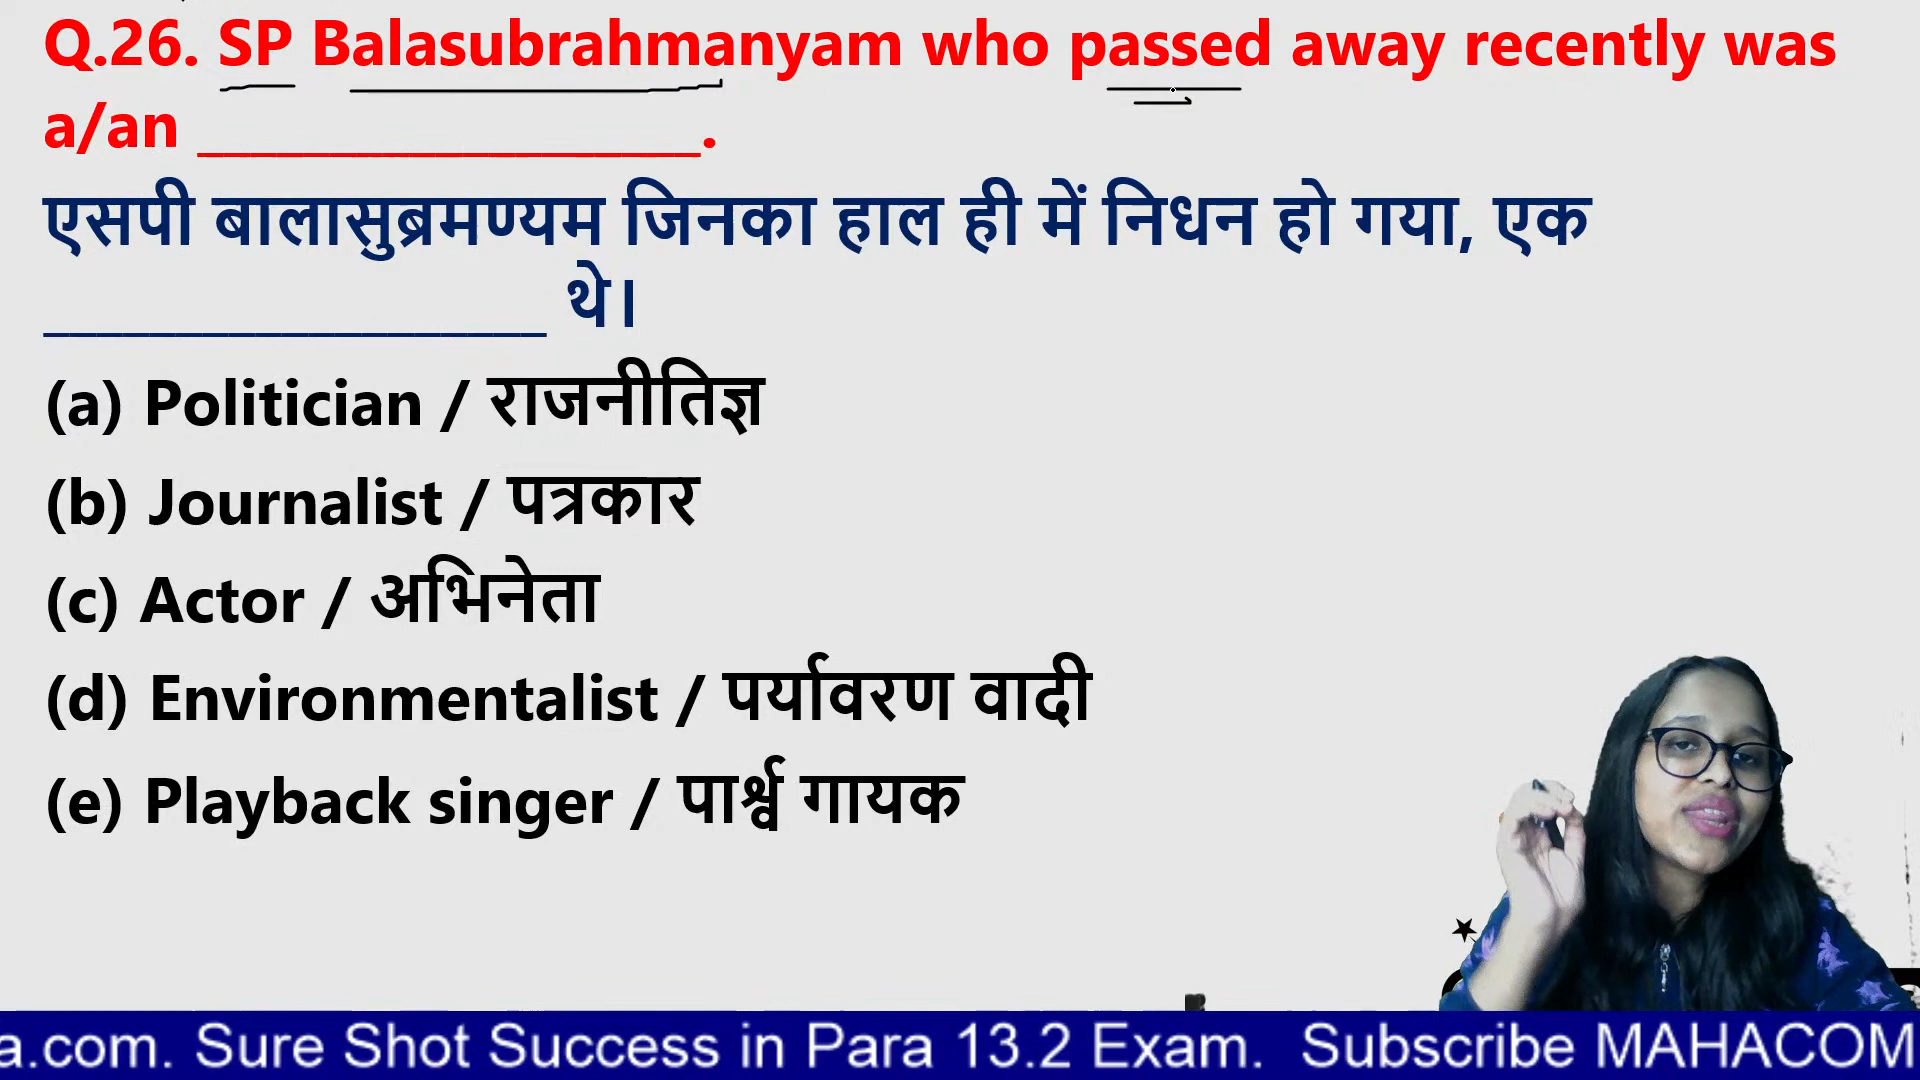 Q.26. SP Balasubrahmanyam who passed away recently was
a/an ___________________.
एसपी बालासुब्रमण्यम जिनका हाल ही में निधन हो गया, एक
___________________ थे।
(a) Politician / राजनीतिज्ञ
(b) Journalist / पत्रकार
(c) Actor / अभिनेता
(d) Environmentalist / पर्यावरण वादी
(e) Playback singer / पार्श्व गायक
a.com. Sure Shot Success in Para 13.2 Exam. Subscribe MAHACOM